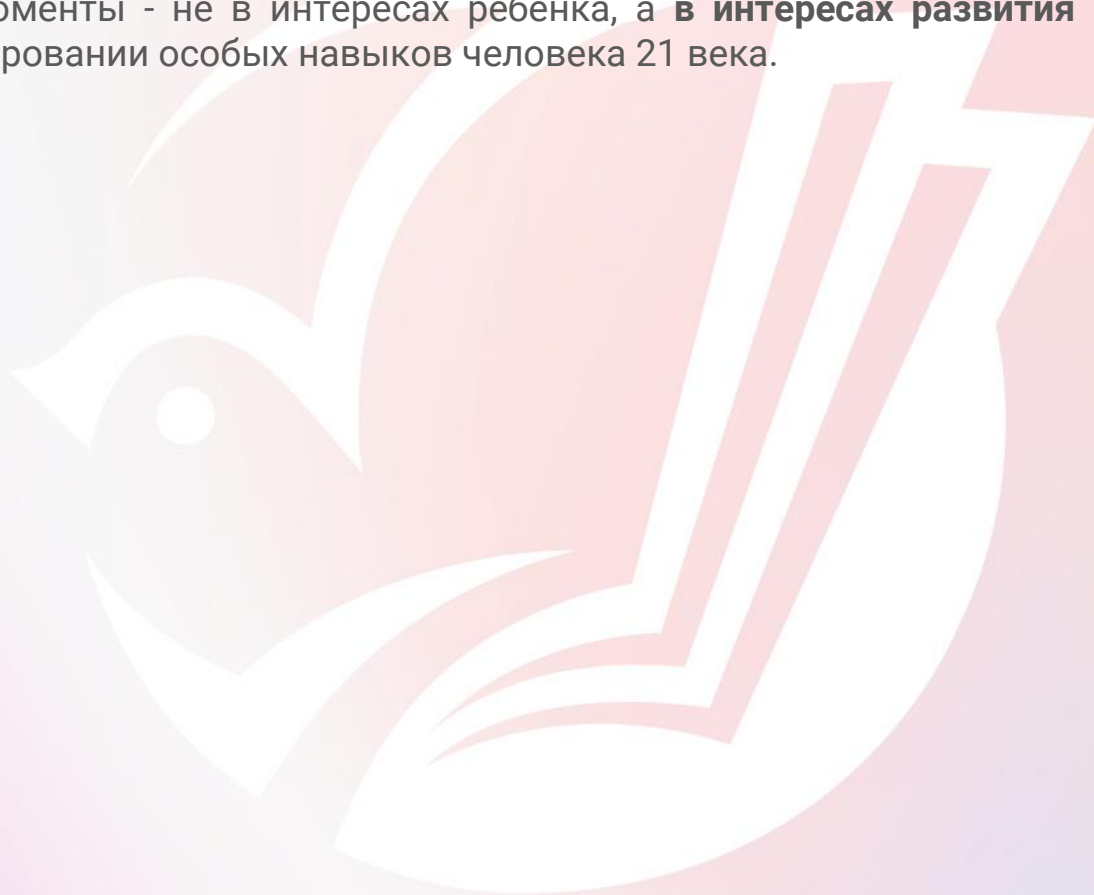 оменты - не в интересах ребенка, а в интересах развития
ровании особых навыков человека 21 века.